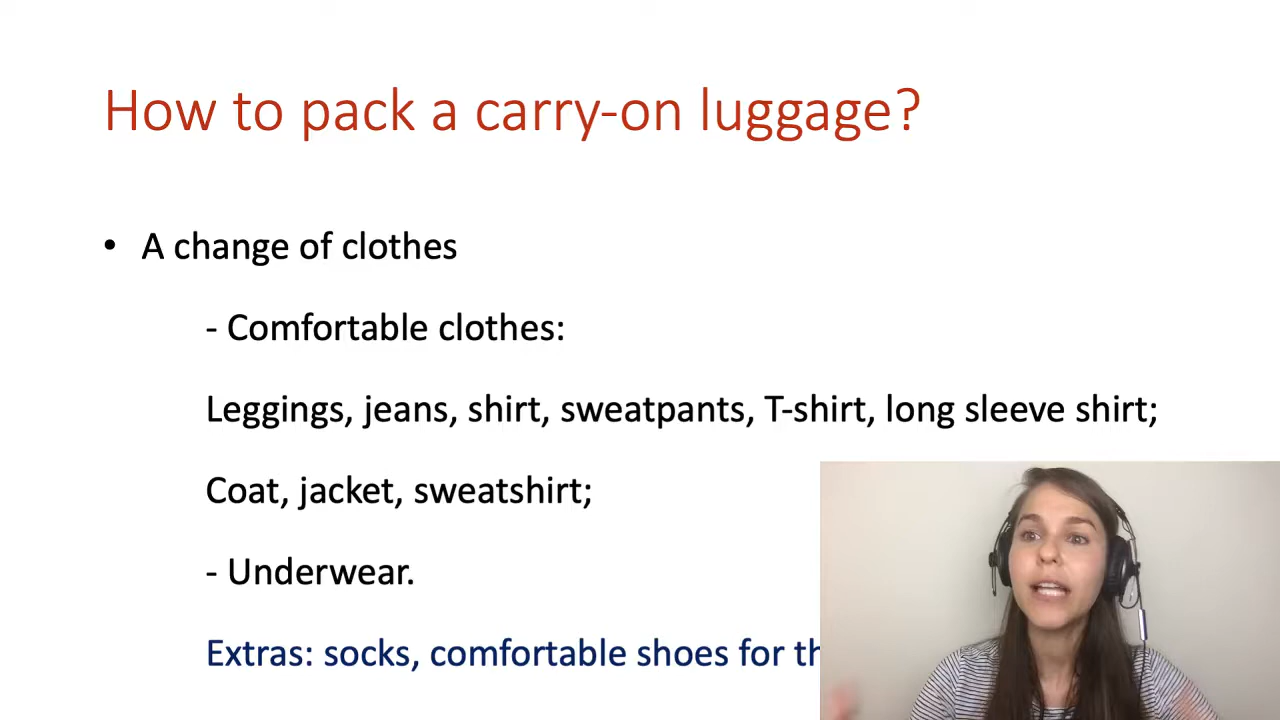 How to pack a carry-on luggage?
• A change of clothes
- Comfortable clothes:
Leggings, jeans, shirt, sweatpants, T-shirt, long sleeve shirt;
Coat, jacket, sweatshirt;
- Underwear.
Extras: socks, comfortable shoes for